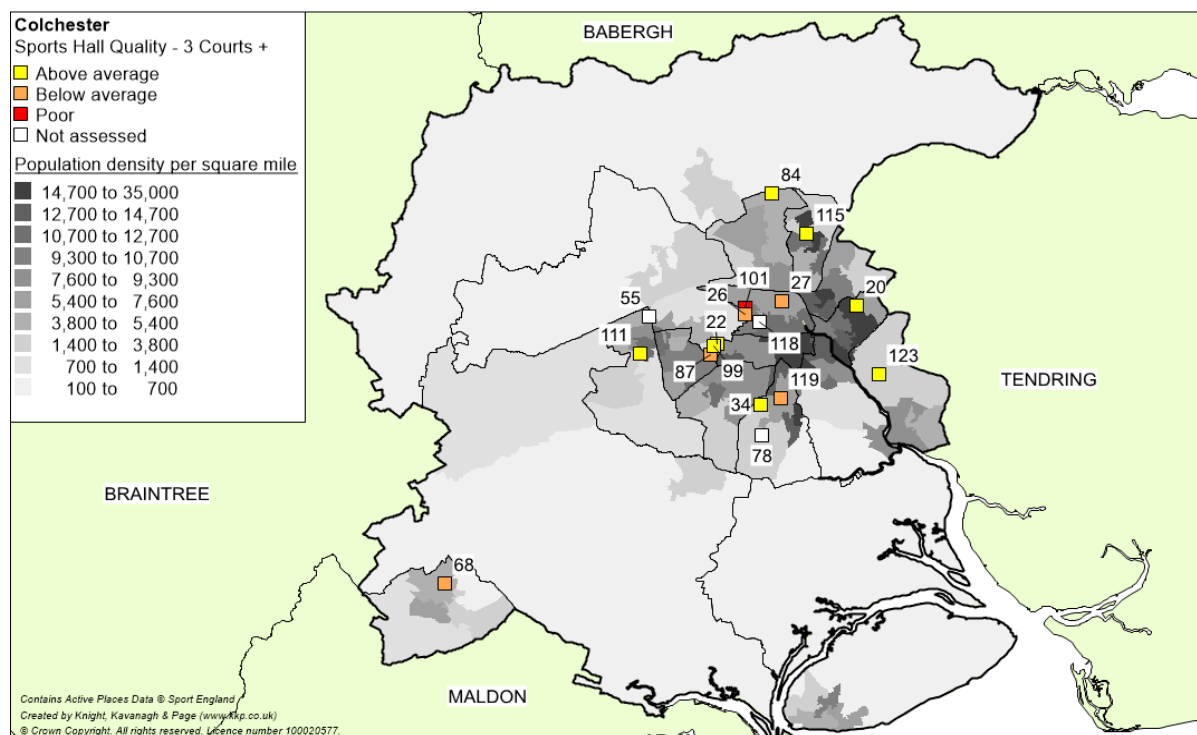 Colchester
Sports Hall Quality - 3 Courts +
Above average
Below average
Poor
Not assessed
Population density per square mile
14,700 to 35,000
12,700 to 14,700
10,700 to 12,700
9,300 to 10,700
7,600 to 9,300
5,400 to 7,600
3,800 to 5,400
1,400 to 3,800
700 to 1,400
100 to 700
BABERGH
84
115
101
27
20
55
26
22
111
118
123
87
99
119
TENDRING
34
78
BRAINTREE
68
MALDON
Contains Active Places Data © Sport England
Created by Knight, Kavanagh & Page (www.kkp.co.uk)
© Crown Copyright. All rights reserved. Licence number 100020577.